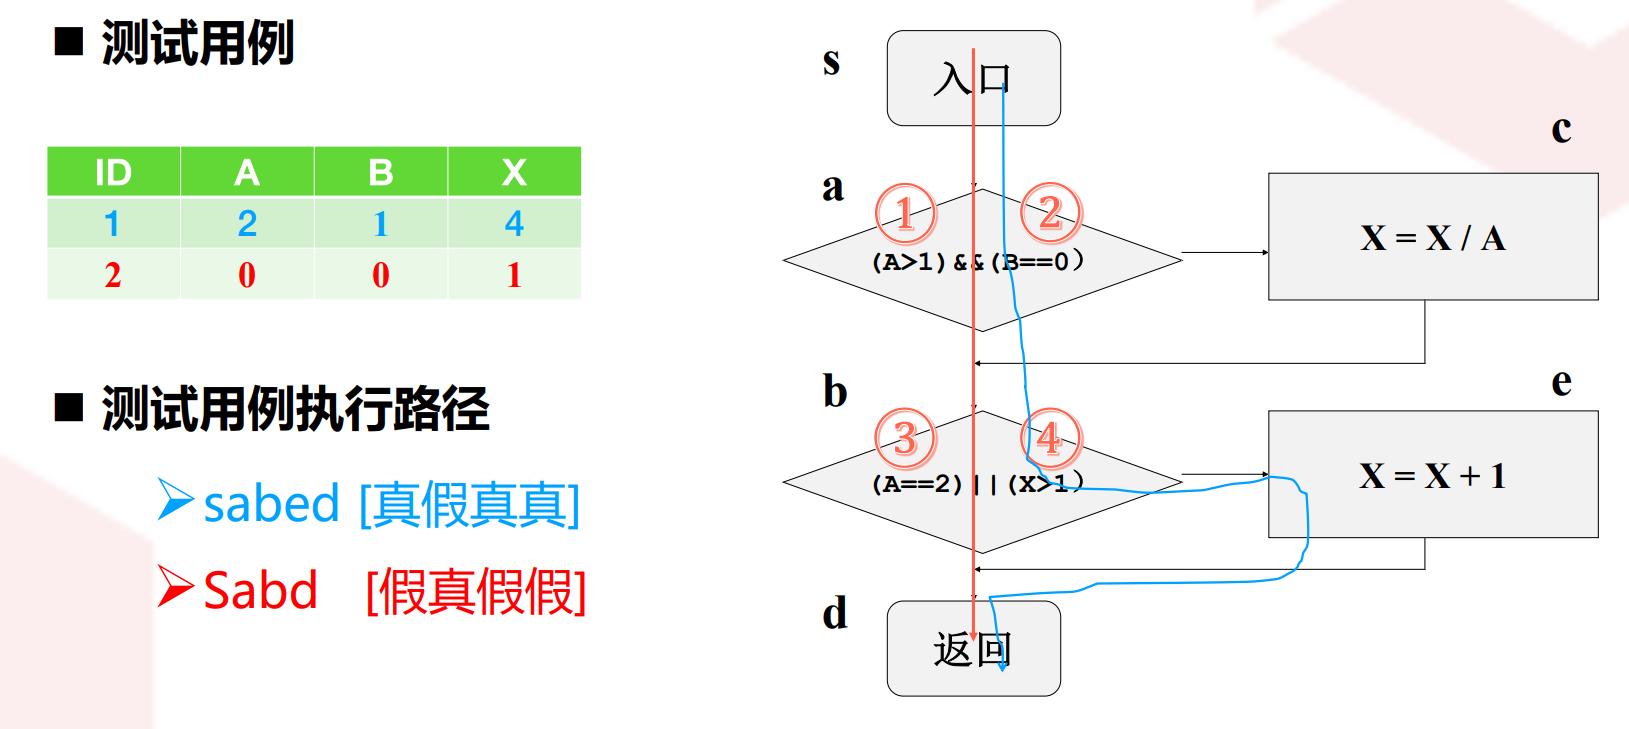 测试用例
ID A B X
1 2 1 4
2 0 0 1
测试用例执行路径
sabed [真假真真]
Sabd [假真假假]
s
入口
c
a
① ②
(A>1)&&(B==0)
X = X / A
b
e
③ ④
(A==2)||(X>1)
X = X + 1
d
返回